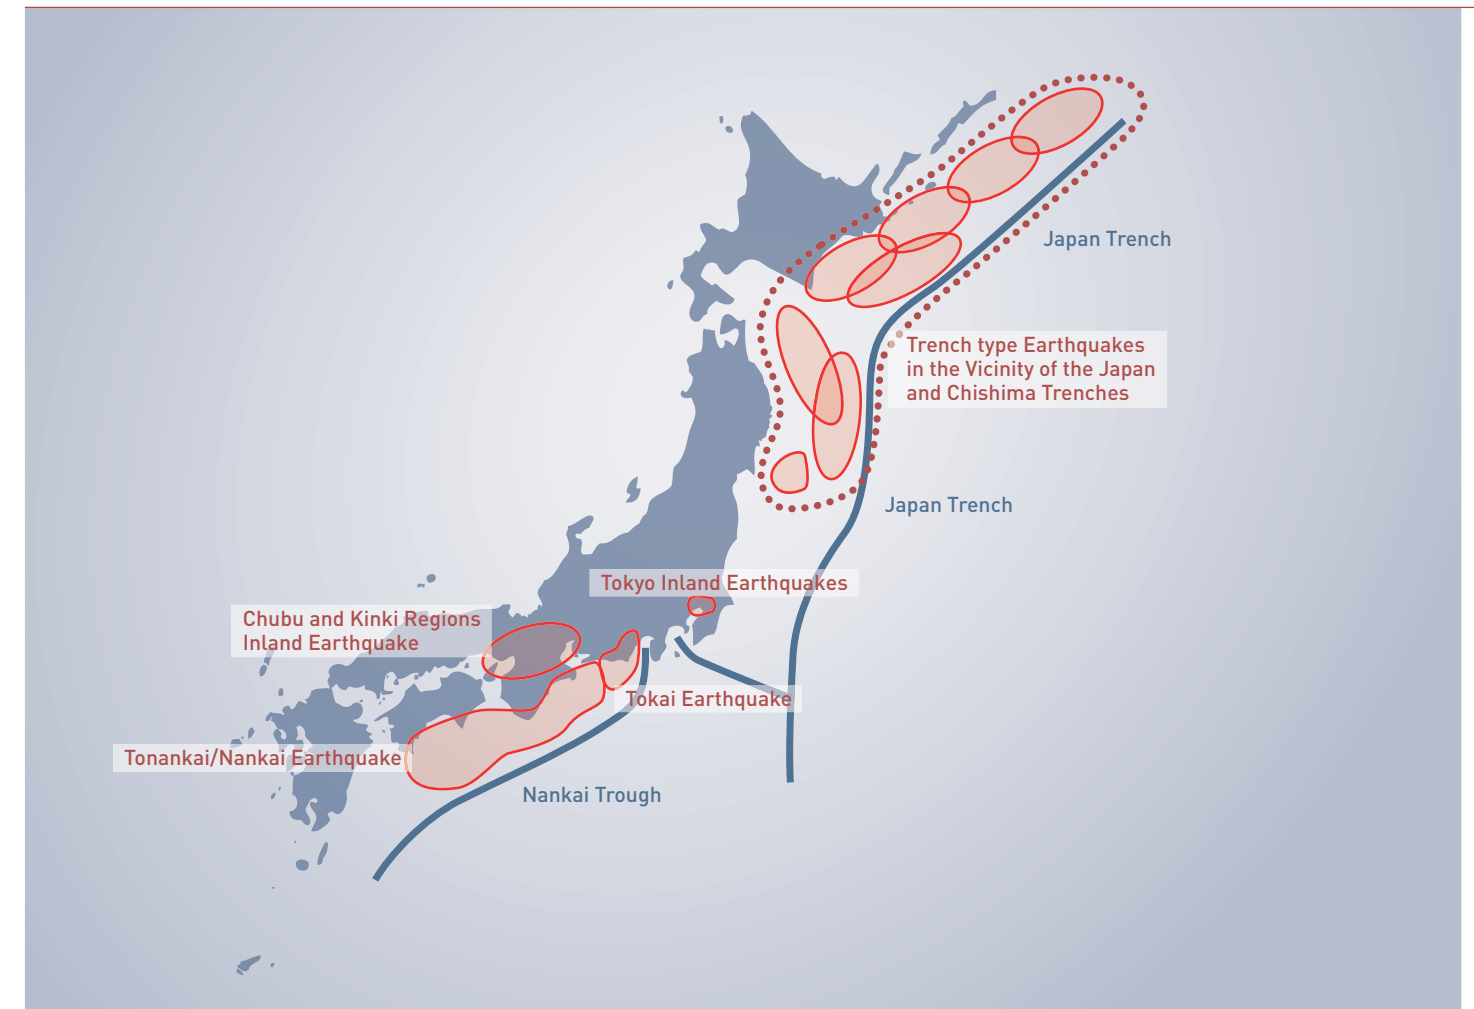 Japan Trench
Trench type Earthquakes
in the Vicinity of the Japan
and Chishima Trenches
Japan Trench
Tokyo Inland Earthquakes
Chubu and Kinki Regions
Inland Earthquake
Tokai Earthquake
Tonankai/Nankai Earthquake
Nankai Trough